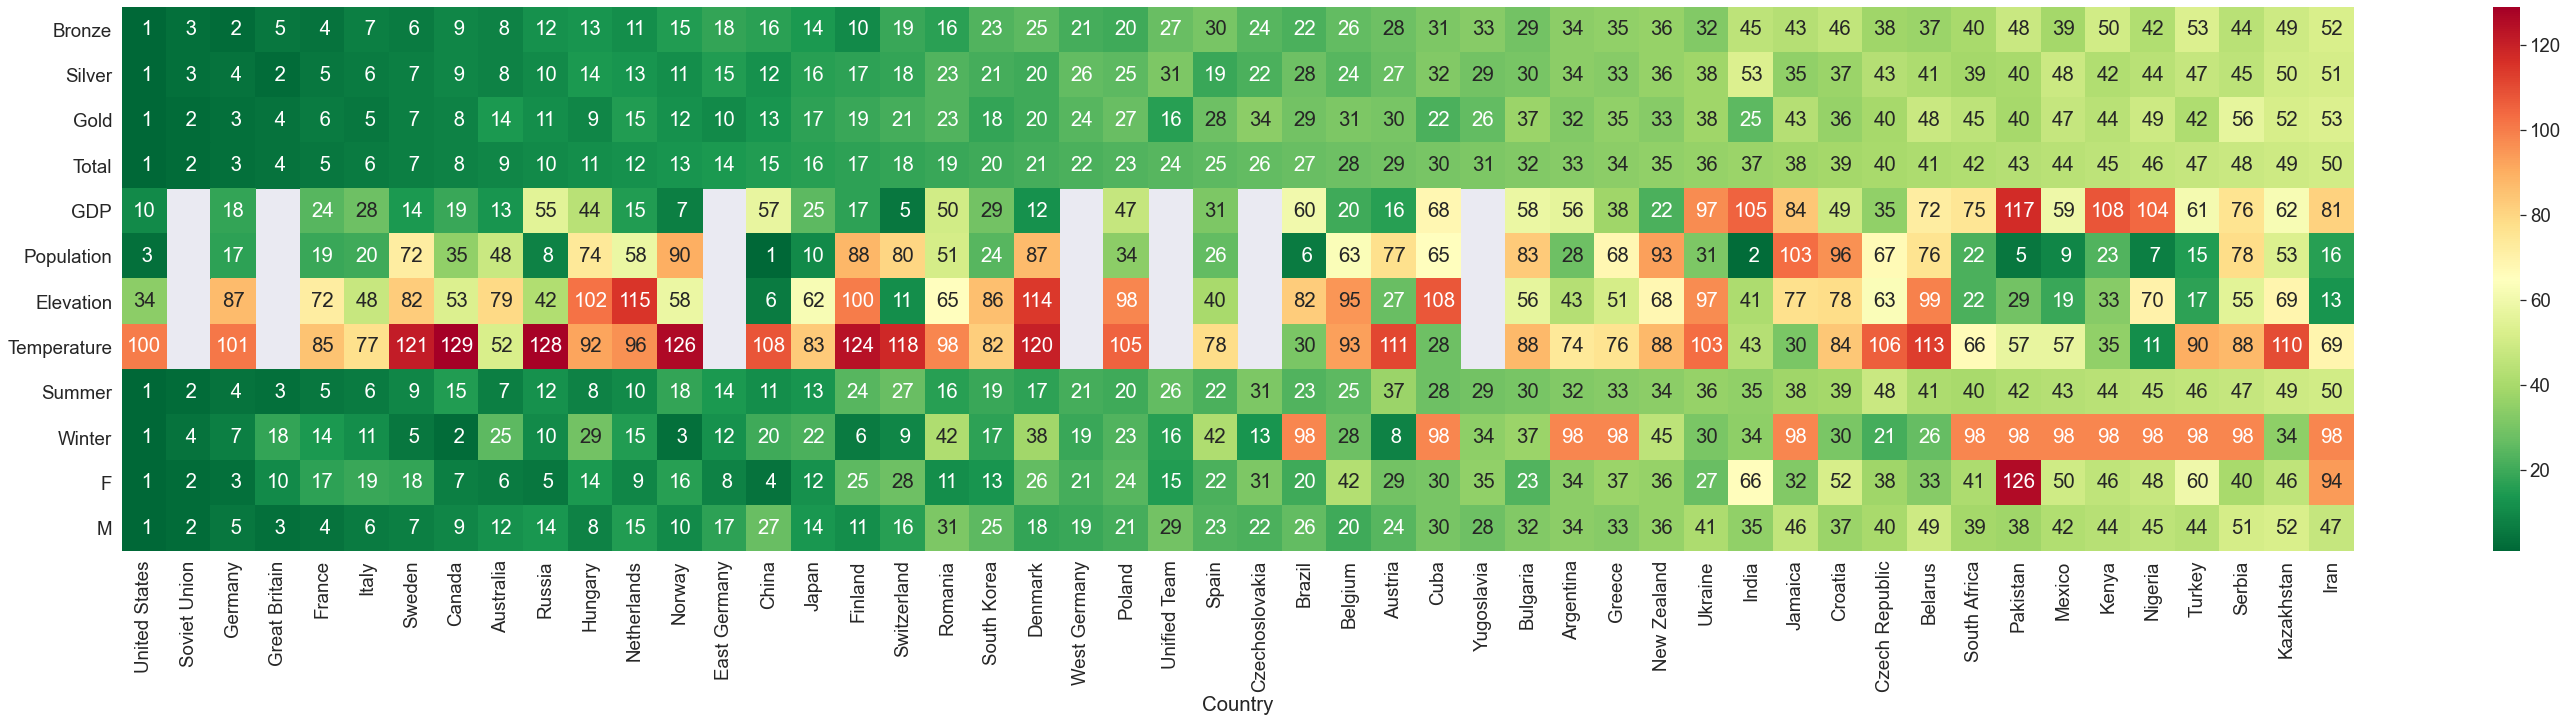 Bronze 1 3 2 5 4 7 6 9 8 12 13 11 15 18 16 14 10 19 16 23 25 21 20 27 30 24 22 26 28 31 33 29 34 35 36 32 45 43 46 38 37 40 48 39 50 42 53 44 49 52
Silver 1 3 4 2 5 6 7 9 8 10 14 13 11 15 12 16 17 18 23 21 20 26 25 31 19 22 28 24 27 32 29 30 34 33 36 38 53 35 37 43 41 39 40 48 42 44 47 45 50 51
Gold 1 2 3 4 6 5 7 8 14 11 9 15 12 10 13 17 19 21 23 18 20 24 27 16 28 34 29 31 30 22 26 37 32 35 33 38 25 43 36 40 48 45 40 47 44 49 42 56 52 53
Total 1 2 3 4 5 6 7 8 9 10 11 12 13 14 15 16 17 18 19 20 21 22 23 24 25 26 27 28 29 30 31 32 33 34 35 36 37 38 39 40 41 42 43 44 45 46 47 48 49 50
GDP 10 18 24 28 14 19 13 55 44 15 7 57 25 17 5 50 29 12 47 31 60 20 16 68 58 56 38 22 97 105 84 49 35 72 75 117 59 108 104 61 76 62 81
Population 3 17 19 20 72 35 48 8 74 58 90 1 10 88 80 51 24 87 34 26 6 63 77 65 83 28 68 93 31 2 103 96 67 76 22 5 9 23 7 15 78 53 16
Elevation 34 87 72 48 82 53 79 42 102 115 58 6 62 100 11 65 86 114 98 40 82 95 27 108 56 43 51 68 97 41 77 78 63 99 22 29 19 33 70 17 55 69 13
Temperature 100 101 85 77 121 129 52 128 92 96 126 108 83 124 118 98 82 120 105 78 30 93 111 28 88 74 76 88 103 43 30 84 106 113 66 57 57 35 11 90 88 110 69
Summer 1 2 4 3 5 6 9 15 7 12 8 10 18 14 11 13 24 27 16 19 17 21 20 26 22 31 23 25 37 28 29 30 32 33 34 36 35 38 39 48 41 40 42 43 44 45 46 47 49 50
Winter 1 4 7 18 14 11 5 2 25 10 29 15 3 12 20 22 6 9 42 17 38 19 23 16 42 13 98 28 8 98 34 37 98 98 45 30 34 98 30 21 26 98 98 98 98 98 98 98 34 98
F 1 2 3 10 17 19 18 7 6 5 14 9 16 8 4 12 25 28 11 13 26 21 24 15 22 31 20 42 29 30 35 23 34 37 36 27 66 32 52 38 33 41 126 50 46 48 60 40 46 94
M 1 2 5 3 4 6 7 9 12 14 8 15 10 17 27 14 11 16 31 25 18 19 21 29 23 22 26 20 24 30 28 32 34 33 36 41 35 46 37 40 49 39 38 42 44 45 44 51 52 47
United States
Soviet Union
Germany
Great Britain
France
Italy
Sweden
Canada
Australia
Russia
Hungary
Netherlands
Norway
East Germany
China
Japan
Finland
Switzerland
Romania
South Korea
Denmark
West Germany
Poland
Unified Team
Spain
Czechoslovakia
Brazil
Belgium
Austria
Cuba
Yugoslavia
Bulgaria
Argentina
Greece
New Zealand
Ukraine
India
Jamaica
Croatia
Czech Republic
Belarus
South Africa
Pakistan
Mexico
Kenya
Nigeria
Turkey
Serbia
Kazakhstan
Iran
Country
120
100
80
60
40
20